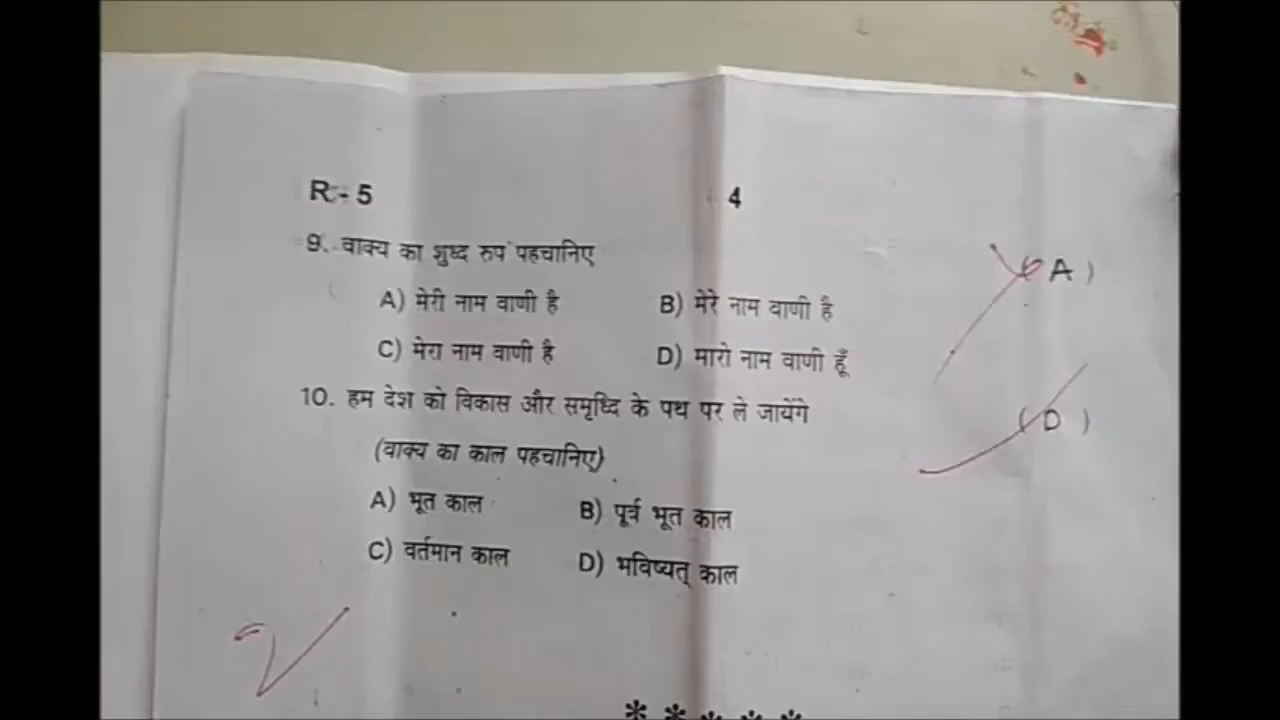 R - 5 4
9. वाक्य का शुध्द रुप पहचानिए (A)
A) मेरी नाम वाणी है B) मेरे नाम वाणी है
C) मेरा नाम वाणी है D) मारो नाम वाणी हूँ
10. हम देश को विकास और समृध्दि के पथ पर ले जायेंगे (D)
(वाक्य का काल पहचानिए)
A) भूत काल B) पूर्व भूत काल
C) वर्तमान काल D) भविष्यत् काल
* * * * *